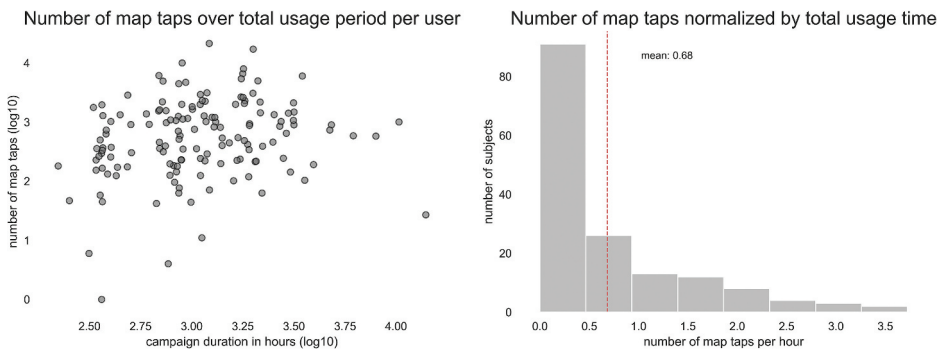 Number of map taps over total usage period per user
number of map taps (log10)
4
3
2
1
0
2.50 2.75 3.00 3.25 3.50 3.75 4.00
campaign duration in hours (log10)
Number of map taps normalized by total usage time
mean: 0.68
number of subjects
80
60
40
20
0
0.0 0.5 1.0 1.5 2.0 2.5 3.0 3.5
number of map taps per hour